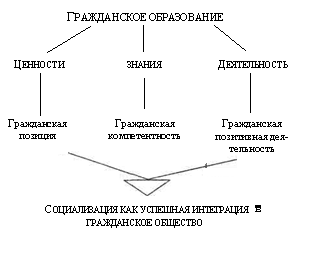 ГРАЖДАНСКОЕ ОБРАЗОВАНИЕ
ЦЕННОСТИ ЗНАНИЯ ДЕЯТЕЛЬНОСТЬ
Гражданская Гражданская Гражданская
позиция компетентность позитивная дея-
тельность
СОЦИАЛИЗАЦИЯ КАК УСПЕШНАЯ ИНТЕГРАЦИЯ
ГРАЖДАНСКОЕ ОБЩЕСТВО